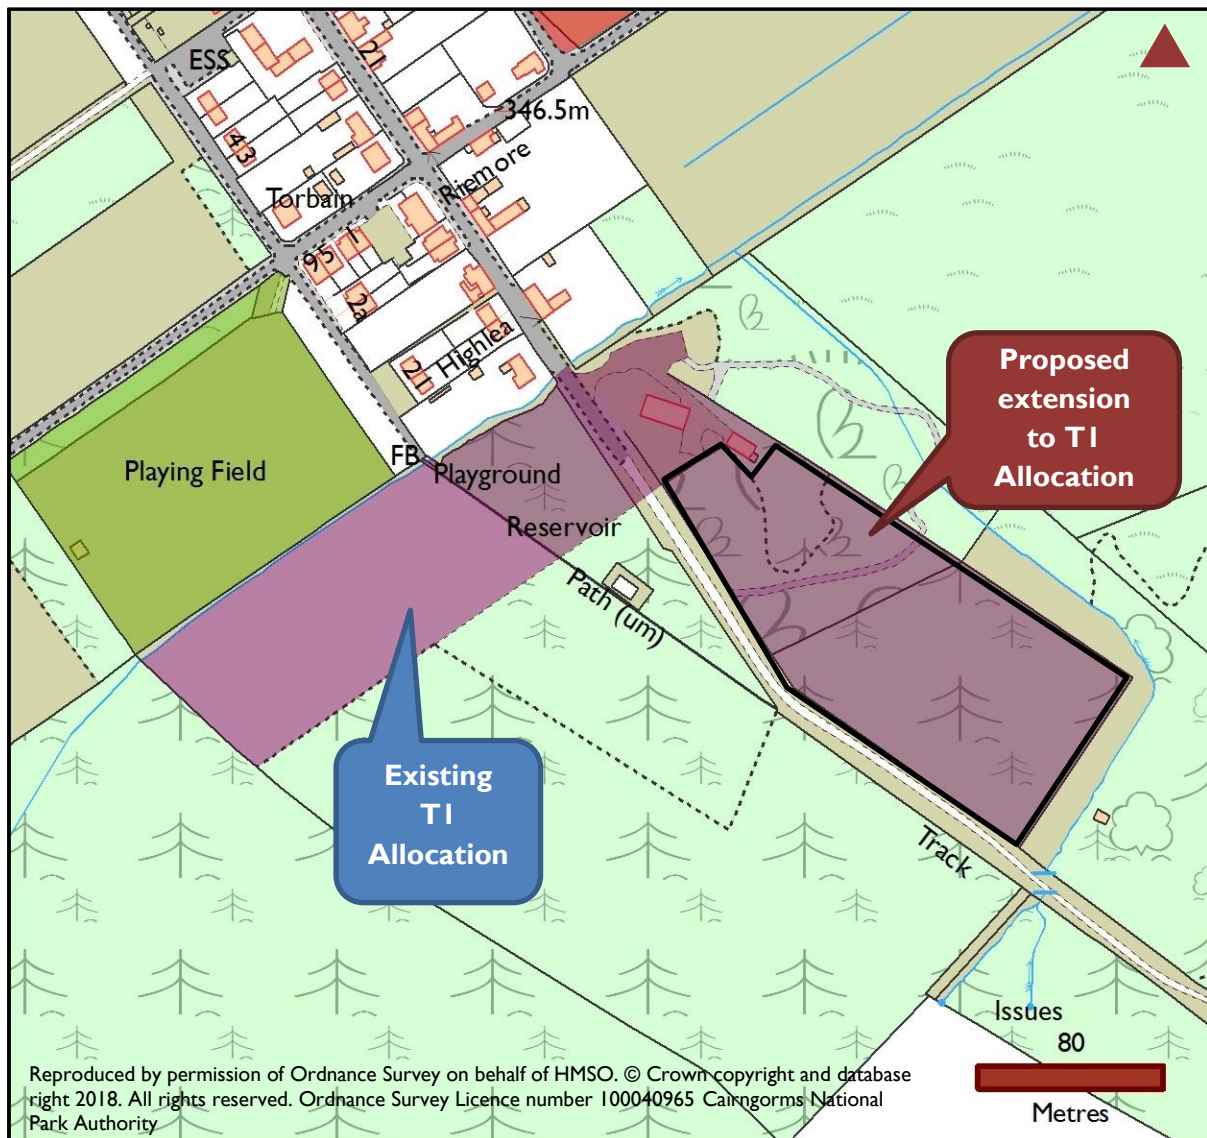 ESS
21
346.5m
43
Riemore
Torbain
1
95
2a
Highlea
21
Proposed
extension
to T1
Allocation
Playing Field
FB
Playground
Reservoir
Path (um)
Existing
T1
Allocation
Track
Issues
80
Metres
Reproduced by permission of Ordnance Survey on behalf of HMSO. © Crown copyright and database
right 2018. All rights reserved. Ordnance Survey Licence number 100040965 Cairngorms National
Park Authority